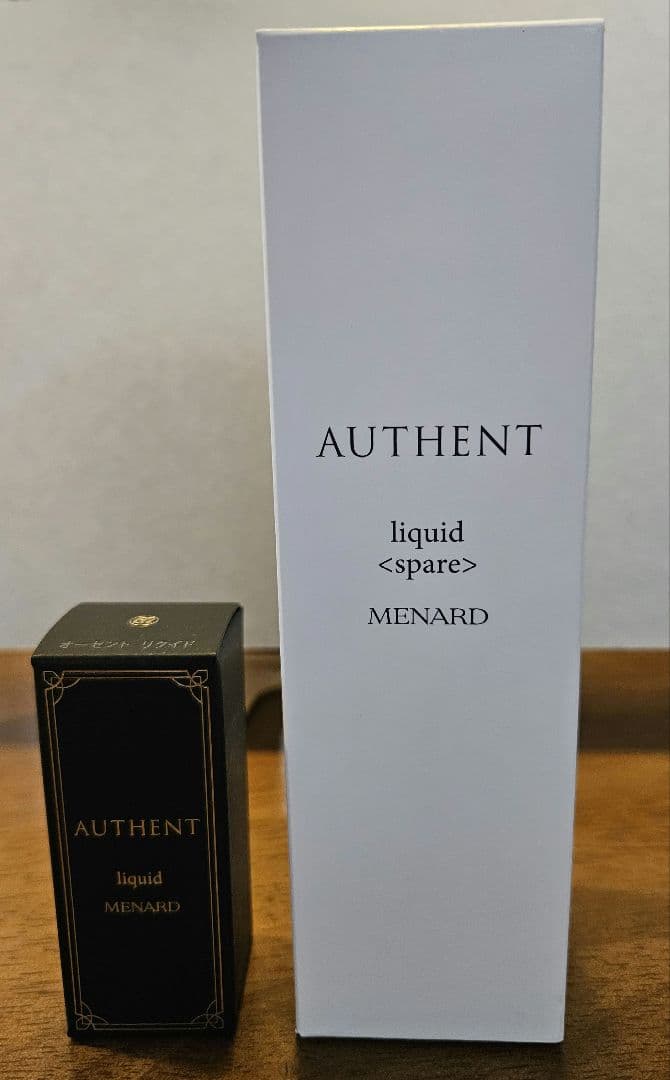 オーセント リクイド
AUTHENT
liquid
MENARD
AUTHENT
liquid
<spare>
MENARD